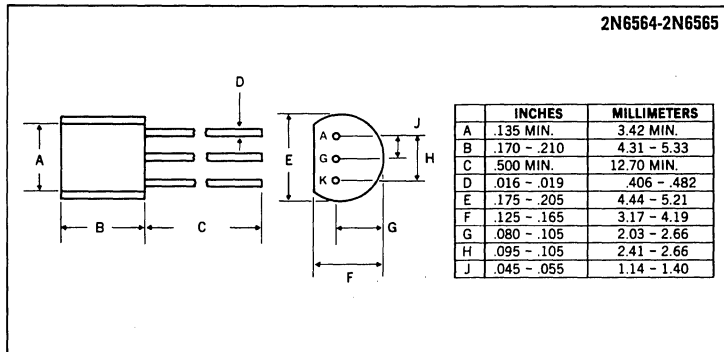 2N6564-2N6565
D
A
B
C
E
A
G
K
J
H
G
F
INCHES MILLIMETERS
A .135 MIN. 3.42 MIN.
B .170 - .210 4.31 - 5.33
C .500 MIN. 12.70 MIN.
D .016 - .019 .406 - .482
E .175 - .205 4.44 - 5.21
F .125 - .165 3.17 - 4.19
G .080 - .105 2.03 - 2.66
H .095 - .105 2.41 - 2.66
J .045 - .055 1.14 - 1.40